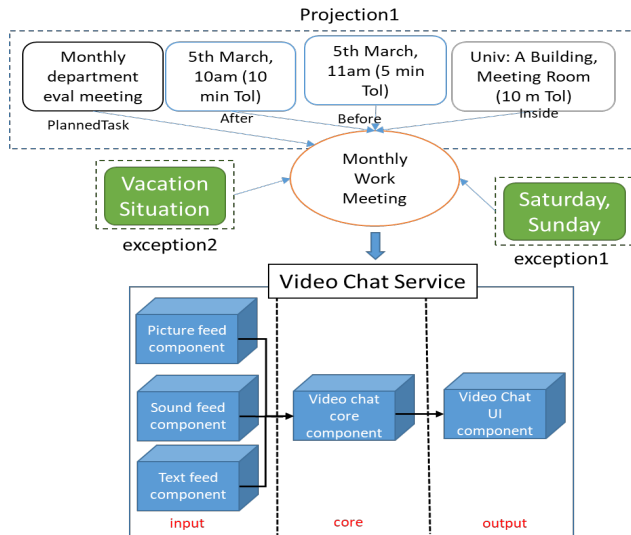 Projection1
Monthly
department
eval meeting
5th March,
10am (10
min Tol)
5th March,
11am (5 min
Tol)
Univ: A Building,
Meeting Room
(10 m Tol)
PlannedTask
After
Before
Inside
Monthly
Work
Meeting
Vacation
Situation
exception2
Saturday,
Sunday
exception1
Video Chat Service
Picture feed
component
Sound feed
component
Text feed
component
Video chat
core
component
Video Chat
UI
component
input
core
output